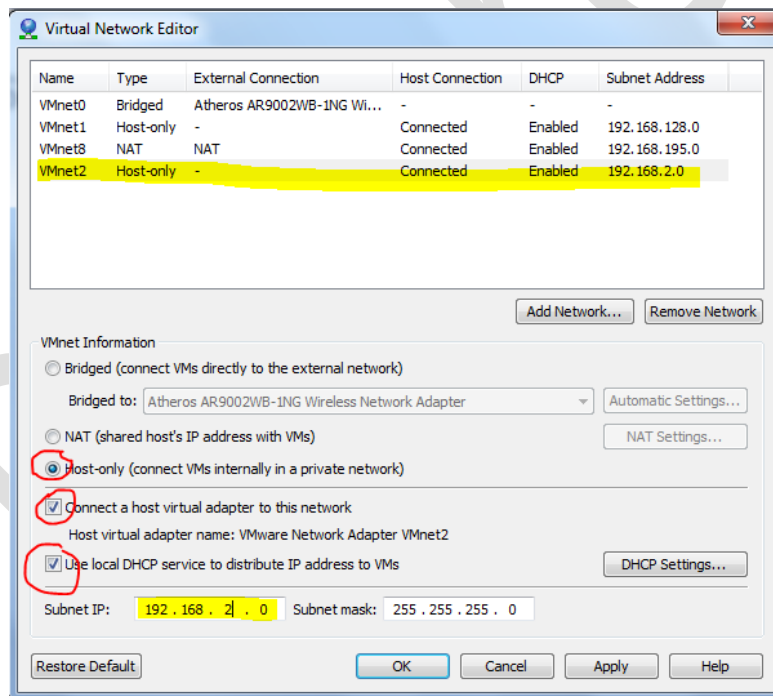 Virtual Network Editor
Name Type External Connection Host Connection DHCP Subnet Address
VMnet0 Bridged Atheros AR9002WB-1NG Wi... - - -
VMnet1 Host-only - Connected Enabled 192.168.128.0
VMnet8 NAT NAT Connected Enabled 192.168.195.0
VMnet2 Host-only - Connected Enabled 192.168.2.0
Add Network... Remove Network
VMnet Information
Bridged (connect VMs directly to the external network)
Bridged to: Atheros AR9002WB-1NG Wireless Network Adapter Automatic Settings...
NAT (shared host's IP address with VMs) NAT Settings...
Host-only (connect VMs internally in a private network)
Connect a host virtual adapter to this network
Host virtual adapter name: VMware Network Adapter VMnet2
Use local DHCP service to distribute IP address to VMs DHCP Settings...
Subnet IP: 192 . 168 . 2 . 0 Subnet mask: 255 . 255 . 255 . 0
Restore Default OK Cancel Apply Help